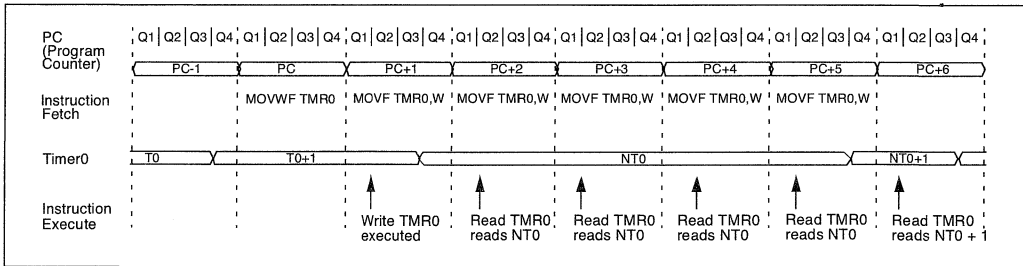 PC
(Program
Counter)
Q1 Q2 Q3 Q4 Q1 Q2 Q3 Q4 Q1 Q2 Q3 Q4 Q1 Q2 Q3 Q4 Q1 Q2 Q3 Q4 Q1 Q2 Q3 Q4 Q1 Q2 Q3 Q4 Q1 Q2 Q3 Q4
PC-1 PC PC+1 PC+2 PC+3 PC+4 PC+5 PC+6
Instruction
Fetch
MOVWF TMR0 MOVF TMR0,W MOVF TMR0,W MOVF TMR0,W MOVF TMR0,W MOVF TMR0,W
Timer0
T0 T0+1 NT0 NT0+1
Instruction
Execute
Write TMR0
executed
Read TMR0
reads NT0
Read TMR0
reads NT0
Read TMR0
reads NT0
Read TMR0
reads NT0
Read TMR0
reads NT0 + 1